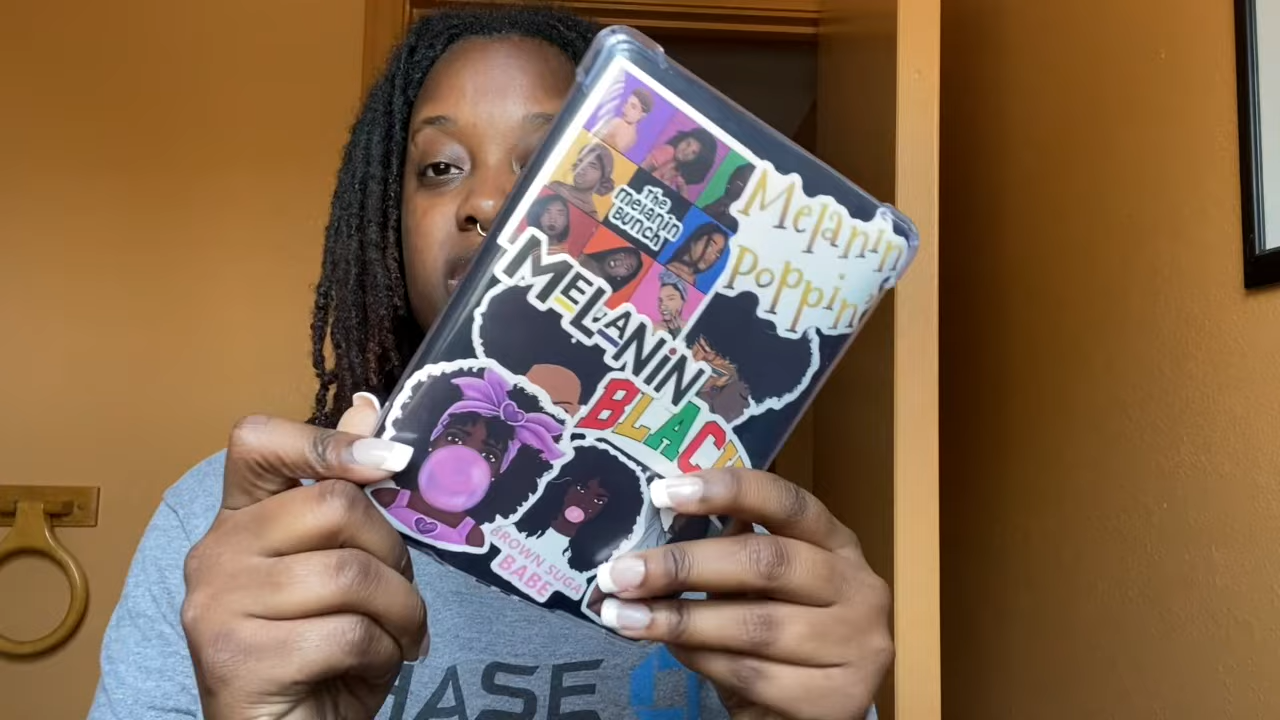 The
melanin
BUNCH
Melanin
Poppin
MELANIN
BLACK
BROWN SUGA
BABE
HASE